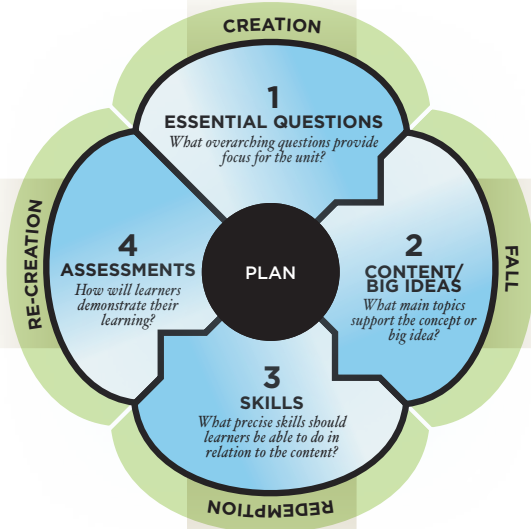 CREATION
1
ESSENTIAL QUESTIONS
What overarching questions provide
focus for the unit?
FALL
2
CONTENT/
BIG IDEAS
What main topics
support the concept or
big idea?
REDEMPTION
3
SKILLS
What precise skills should
learners be able to do in
relation to the content?
RE-CREATION
4
ASSESSMENTS
How will learners
demonstrate their
learning?
PLAN